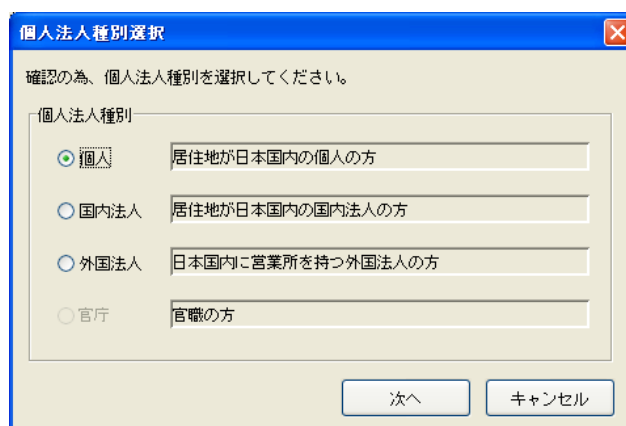 個人法人種別選択
確認の為、個人法人種別を選択してください。
個人法人種別
個人 居住地が日本国内の個人の方
国内法人 居住地が日本国内の国内法人の方
外国法人 日本国内に営業所を持つ外国法人の方
官庁 官職の方
次へ キャンセル